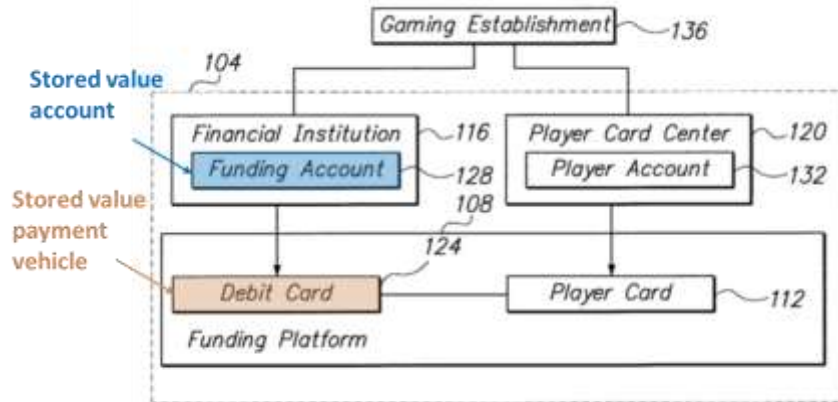 Gaming Establishment
136
104
Stored value
account
Financial Institution
116
Player Card Center
120
Funding Account
128
Player Account
132
108
Stored value
payment
vehicle
124
Debit Card
Player Card
112
Funding Platform